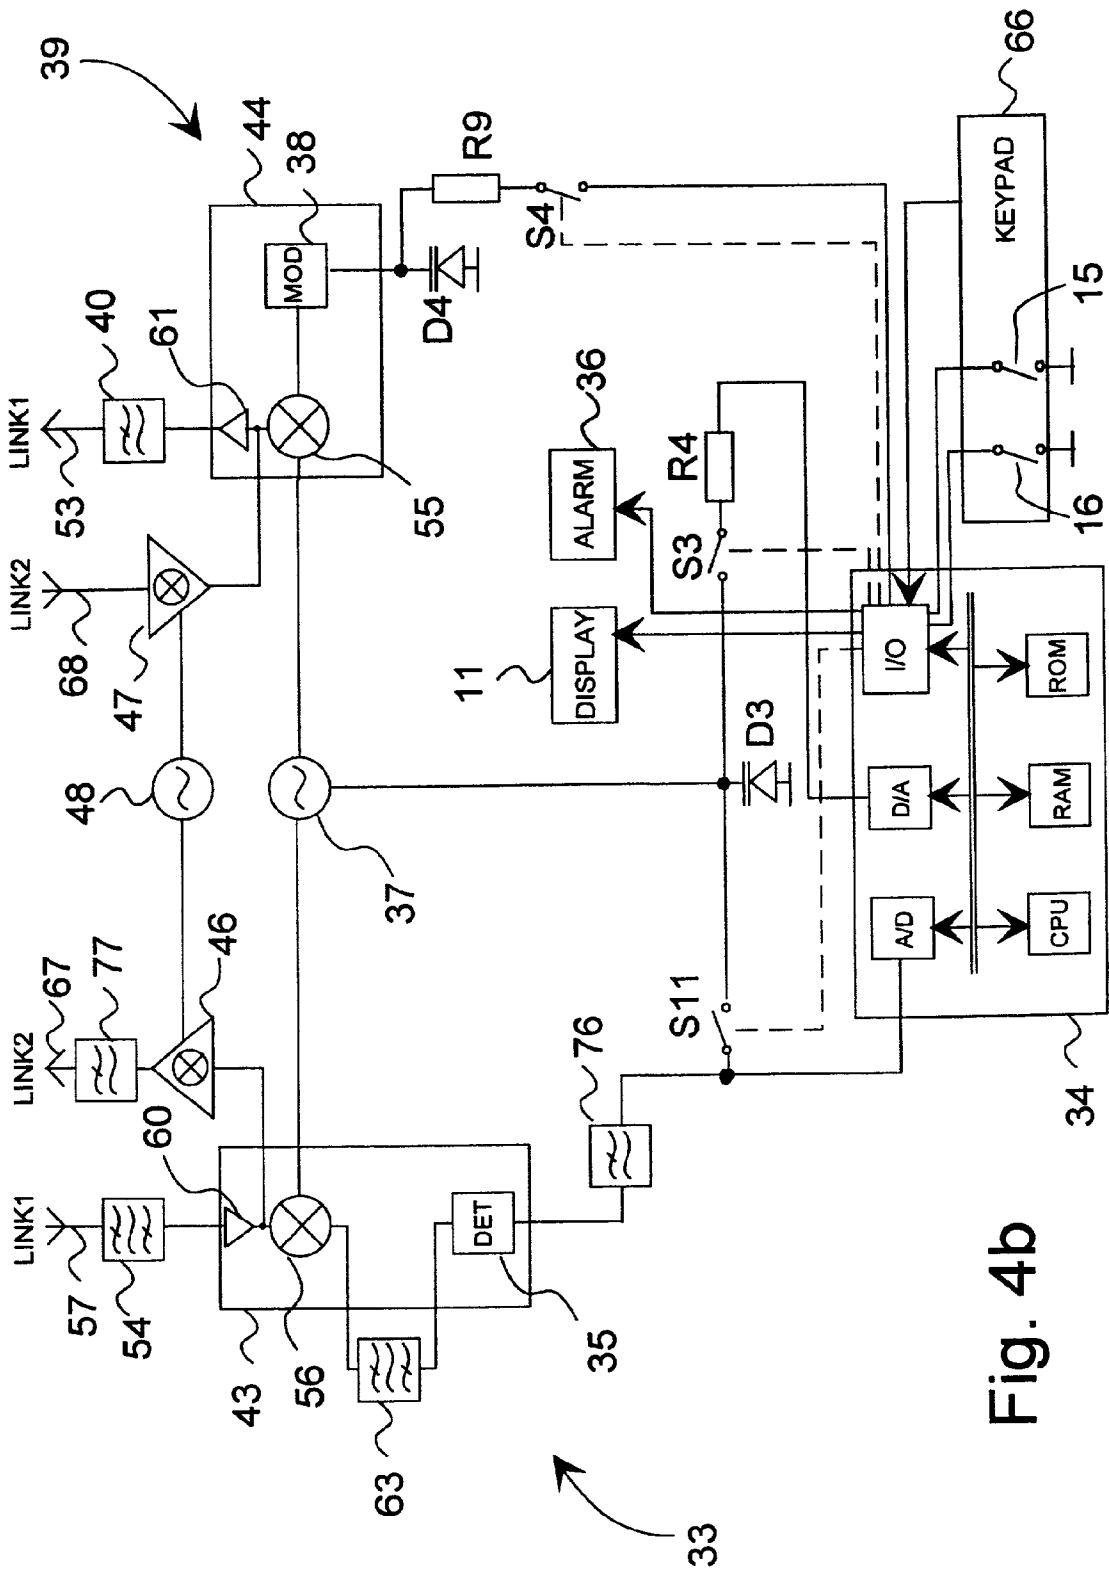 39
LINK1
53
40
61
44
38
MOD
R9
S4
D4
LINK2
68
47
55
48
37
LINK2
67
77
46
LINK1
57
54
60
43
56
63
35
DET
33
76
S11
11
DISPLAY
ALARM
36
S3
R4
D3
34
A/D
D/A
I/O
CPU
RAM
ROM
KEYPAD
66
15
16
Fig. 4b